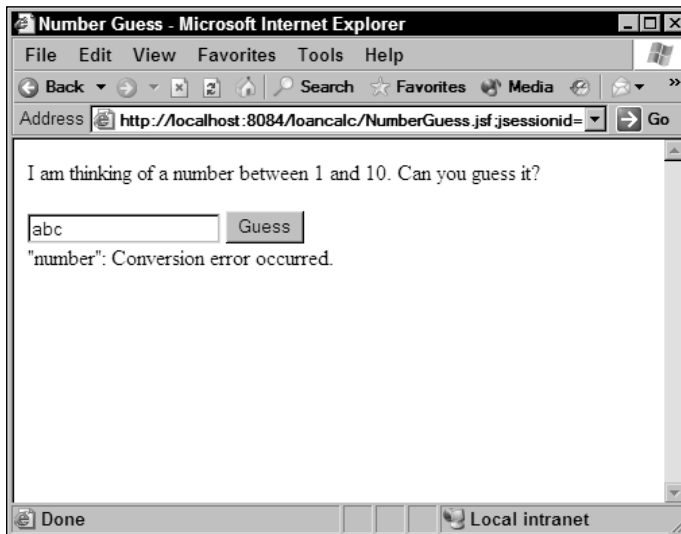 Number Guess - Microsoft Internet Explorer
File Edit View Favorites Tools Help
Back Search Favorites Media »
Address http://localhost:8084/loancalc/NumberGuess.jsf;jsessionid= Go
I am thinking of a number between 1 and 10. Can you guess it?
abc Guess
"number": Conversion error occurred.
Done Local intranet